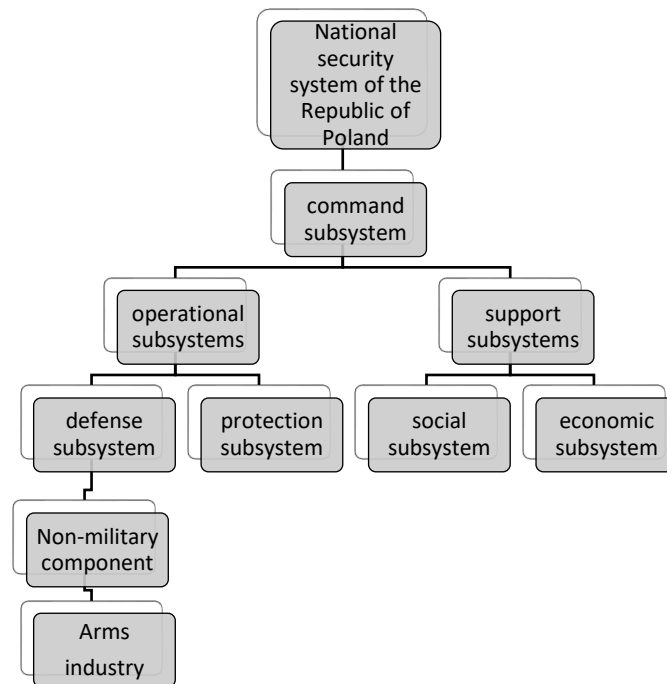 National
security
system of the
Republic of
Poland
command
subsystem
operational
subsystems
support
subsystems
defense
subsystem
protection
subsystem
social
subsystem
economic
subsystem
Non-military
component
Arms
industry